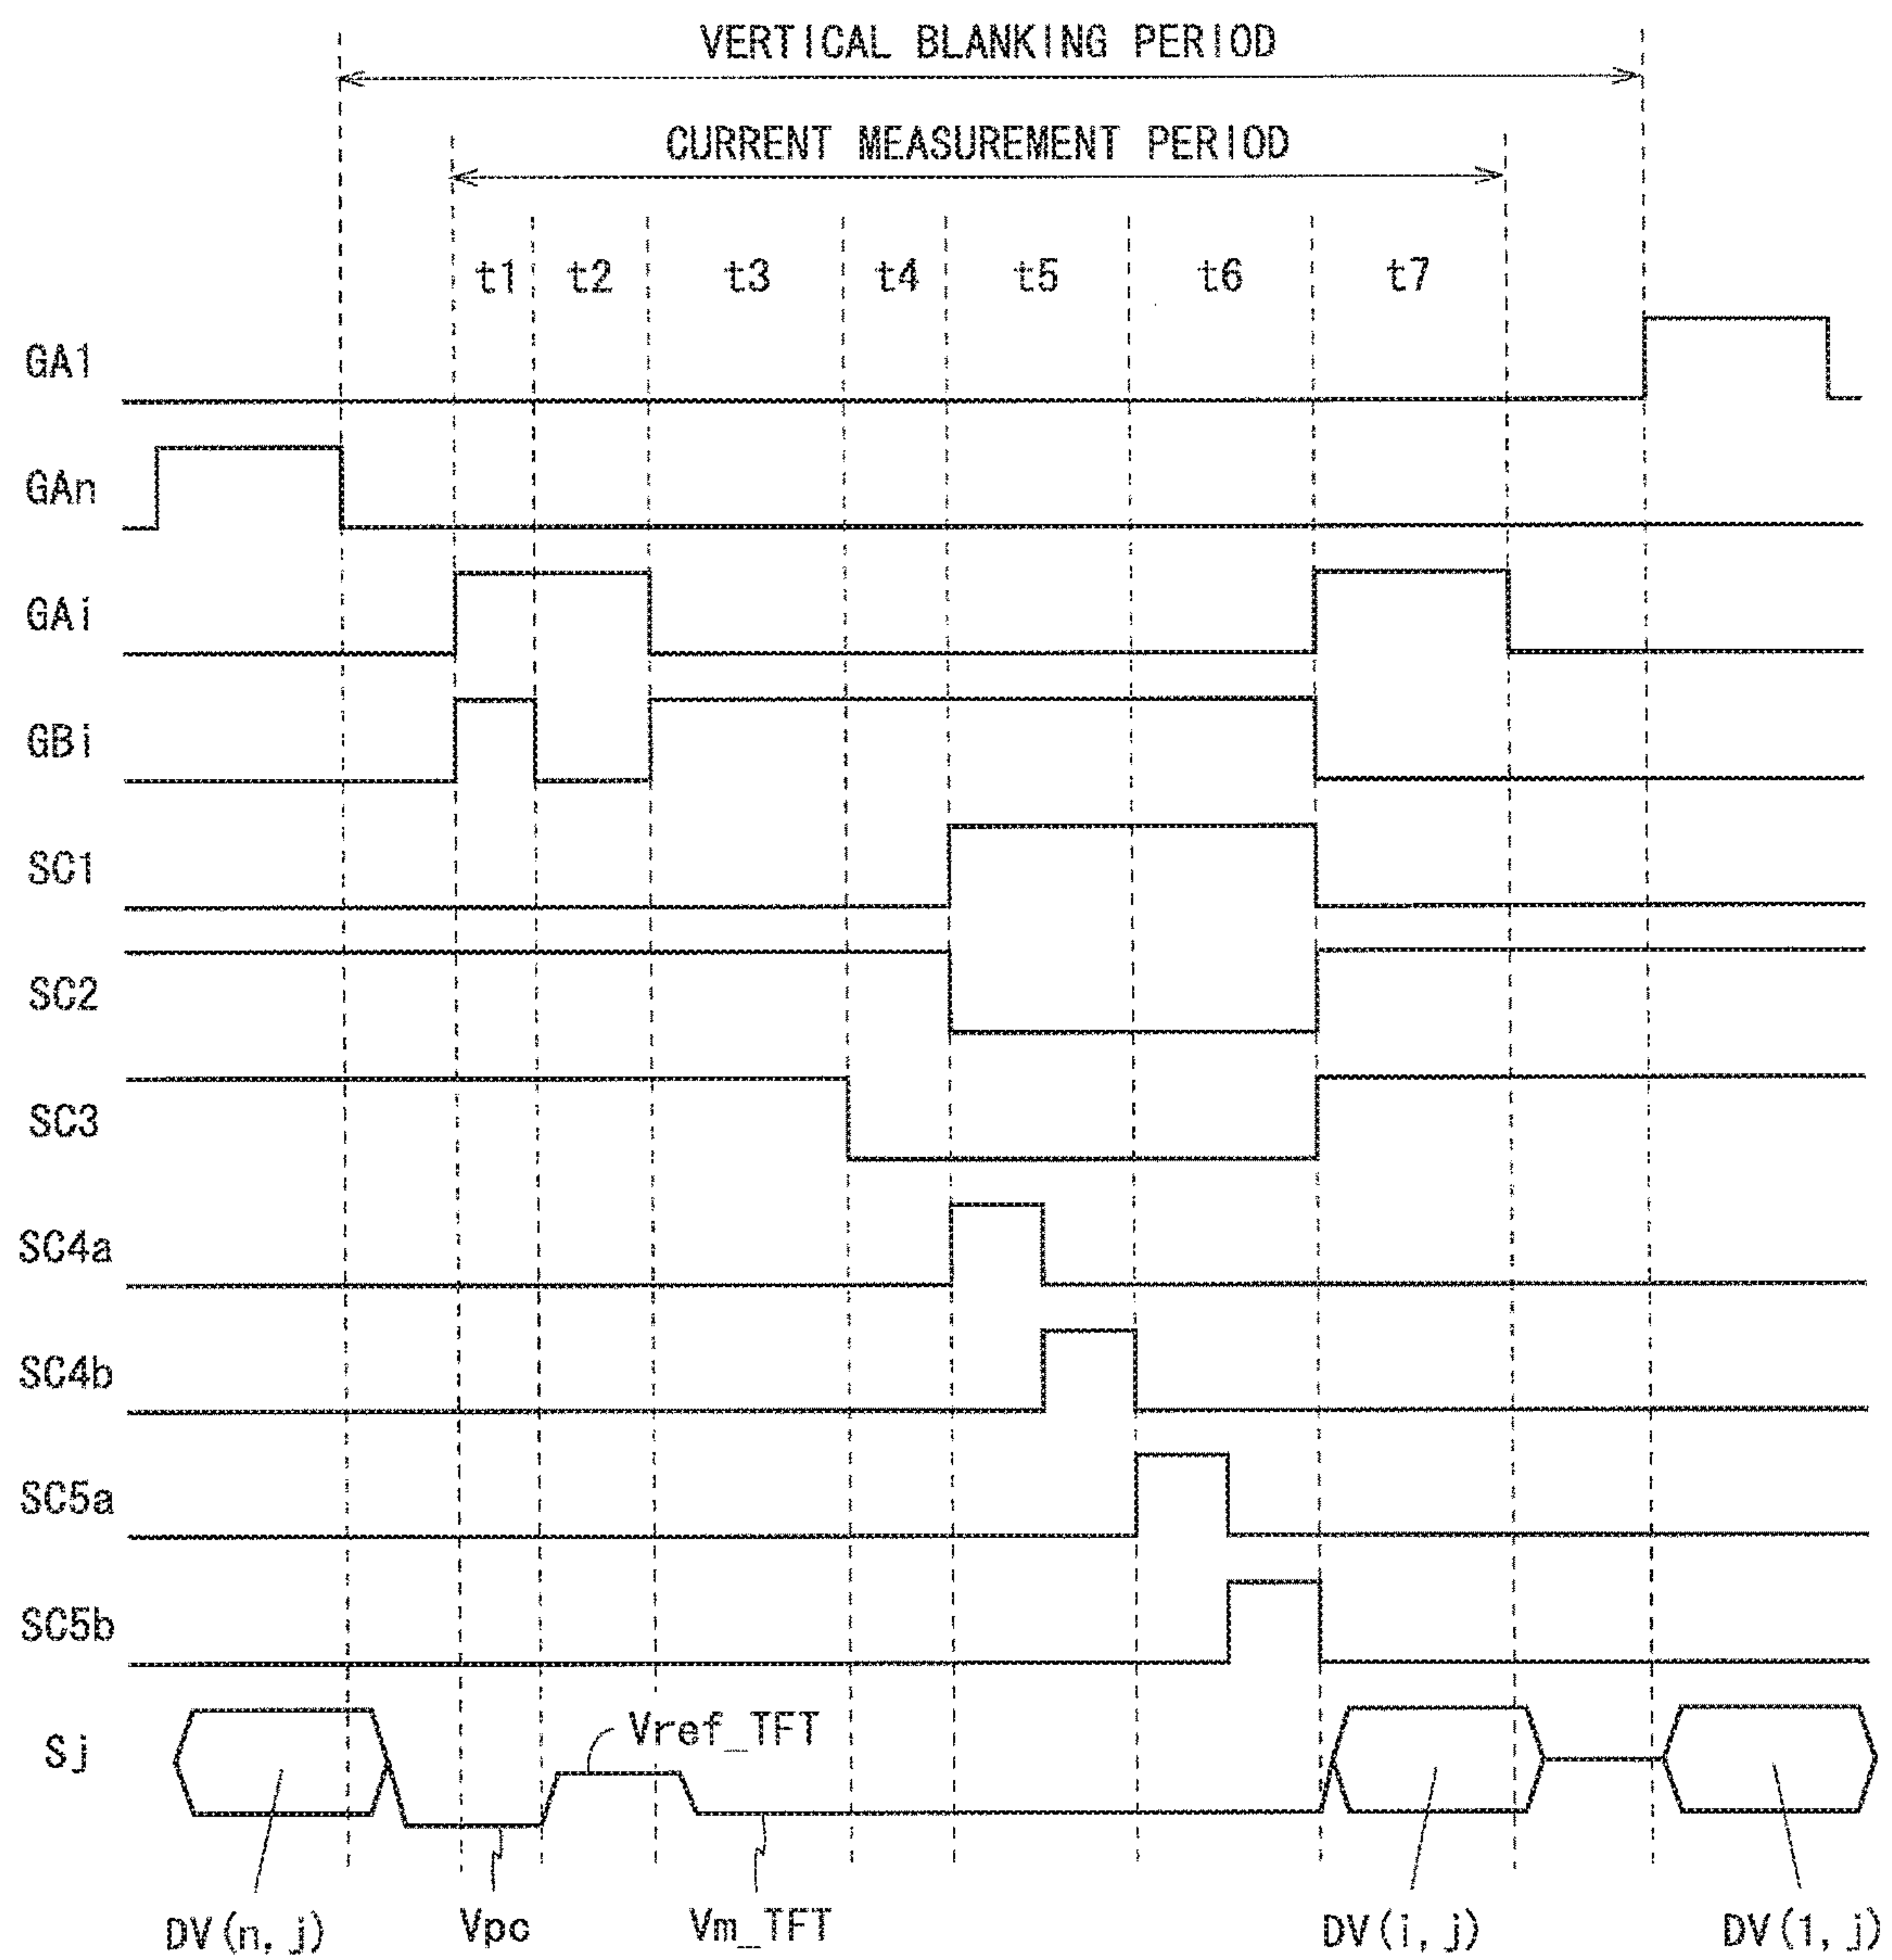 VERTICAL BLANKING PERIOD
CURRENT MEASUREMENT PERIOD
t1 t2 t3 t4 t5 t6 t7
GA1
GAn
GAi
GBi
SC1
SC2
SC3
SC4a
SC4b
SC5a
SC5b
Sj
Vref_TFT
DV(n, j) Vpc Vm_TFT DV(i, j) DV(1, j)